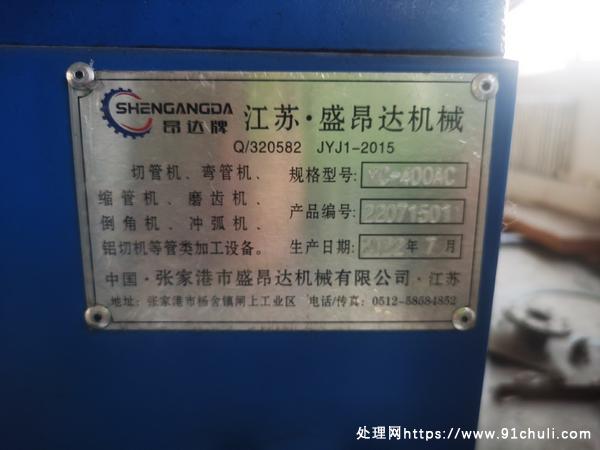 SHENGANGDA
昂达牌
江苏·盛昂达机械
Q/320582 JYJ1-2015
切管机、弯管机、
缩管机、磨齿机、
倒角机、冲弧机、
铝切机等管类加工设备。
规格型号: YC-400AC
产品编号: 22071501
生产日期: 2022年7月
中国·张家港市盛昂达机械有限公司·江苏
地址: 张家港市杨舍镇闸上工业区 电话/传真: 0512-58584852
处理网https://www.91chuli.com/